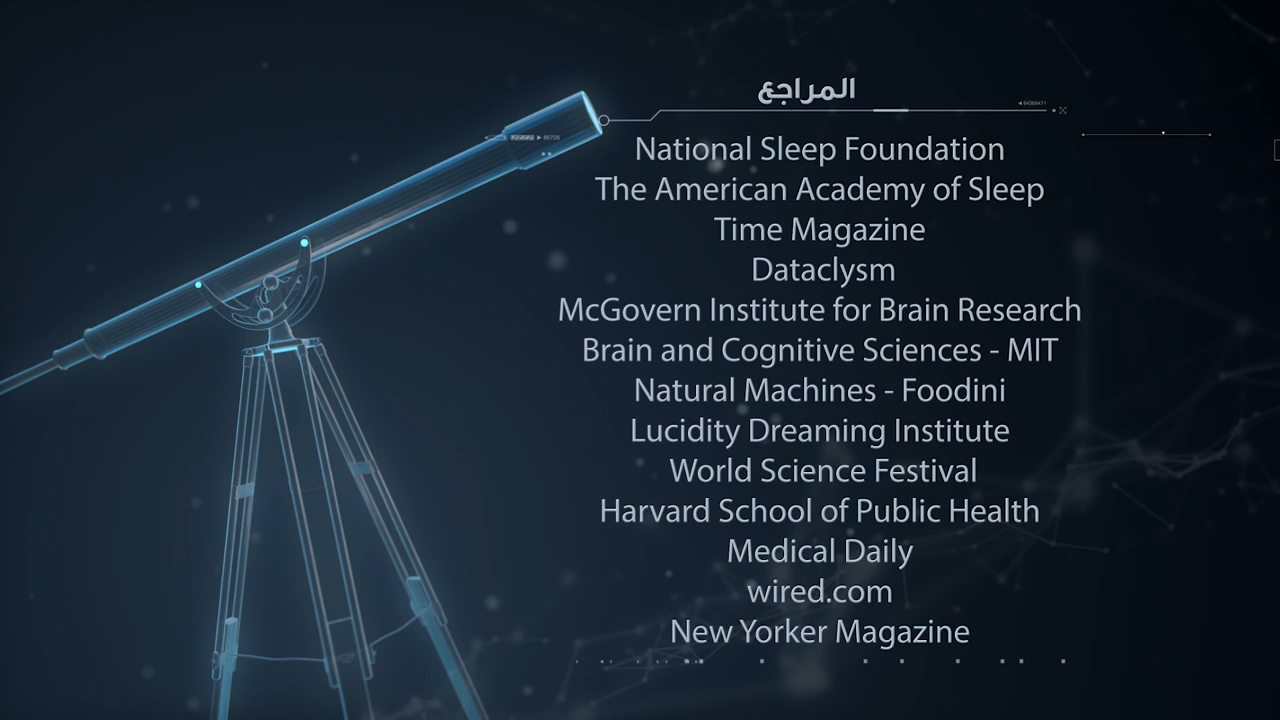 المراجع
National Sleep Foundation
The American Academy of Sleep
Time Magazine
Dataclysm
McGovern Institute for Brain Research
Brain and Cognitive Sciences - MIT
Natural Machines - Foodini
Lucidity Dreaming Institute
World Science Festival
Harvard School of Public Health
Medical Daily
wired.com
New Yorker Magazine